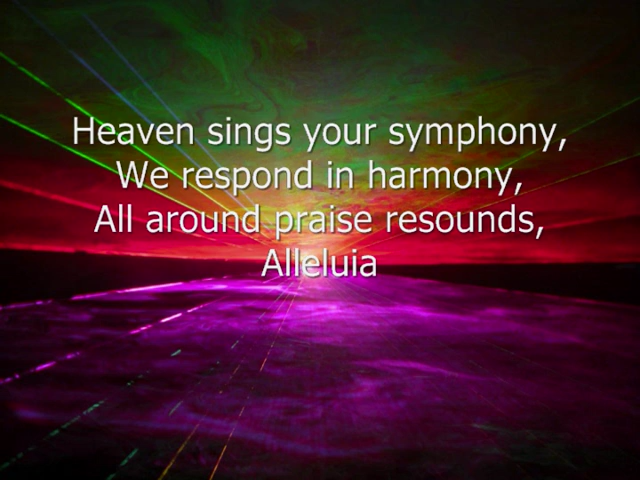 Heaven sings your symphony,
We respond in harmony,
All around praise resounds,
Alleluia